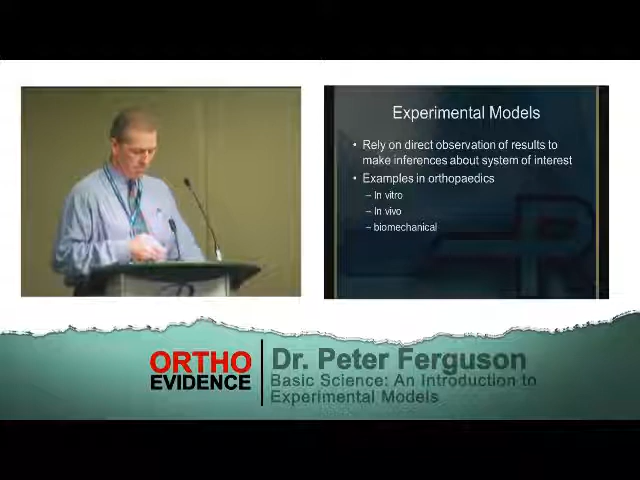 Experimental Models
• Rely on direct observation of results to
make inferences about system of interest
• Examples in orthopaedics
– In vitro
– In vivo
– biomechanical
ORTHO
EVIDENCE
Dr. Peter Ferguson
Basic Science: An Introduction to
Experimental Models